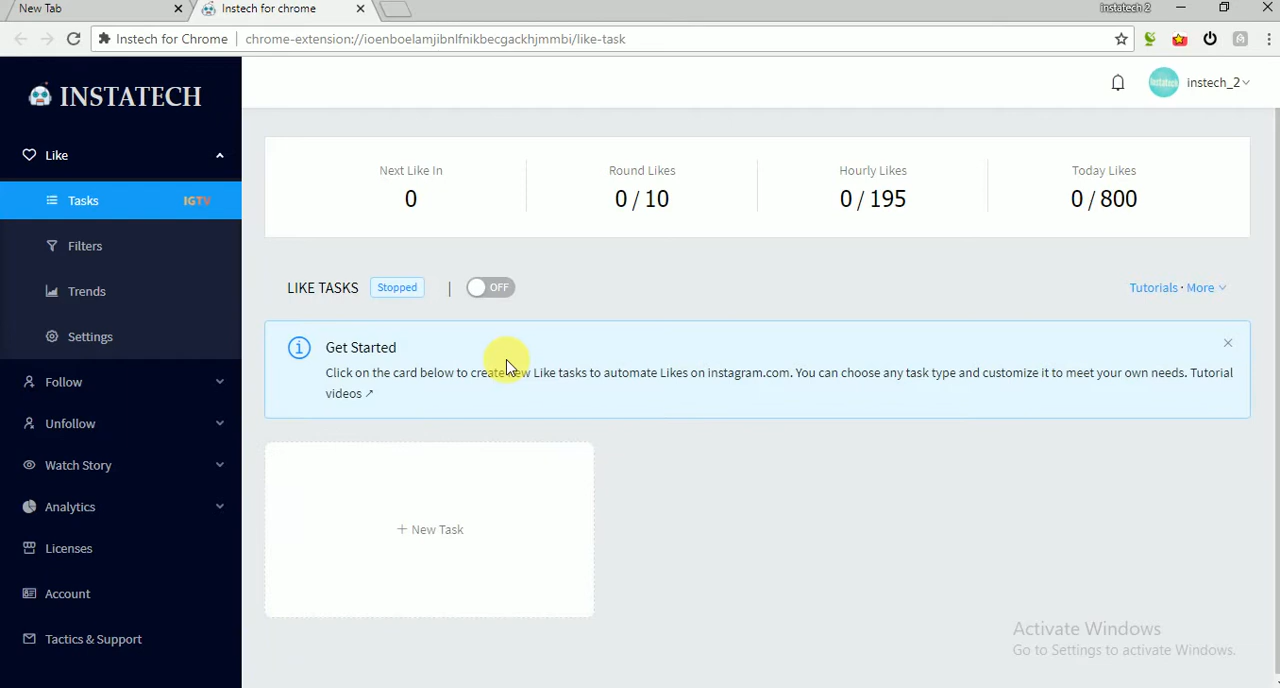 New Tab
Instech for chrome
instatech 2
Instech for Chrome
chrome-extension://ioenboelamjibnlfnikbecgackhjmmbi/like-task
INSTATECH
instech_2
Like
Tasks
IGTV
Filters
Trends
Settings
Follow
Unfollow
Watch Story
Analytics
Licenses
Account
Tactics & Support
Next Like In
0
Round Likes
0 / 10
Hourly Likes
0 / 195
Today Likes
0 / 800
LIKE TASKS
Stopped
|
OFF
Tutorials · More
Get Started
Click on the card below to create new Like tasks to automate Likes on instagram.com. You can choose any task type and customize it to meet your own needs. Tutorial
videos ↗
+ New Task
Activate Windows
Go to Settings to activate Windows.